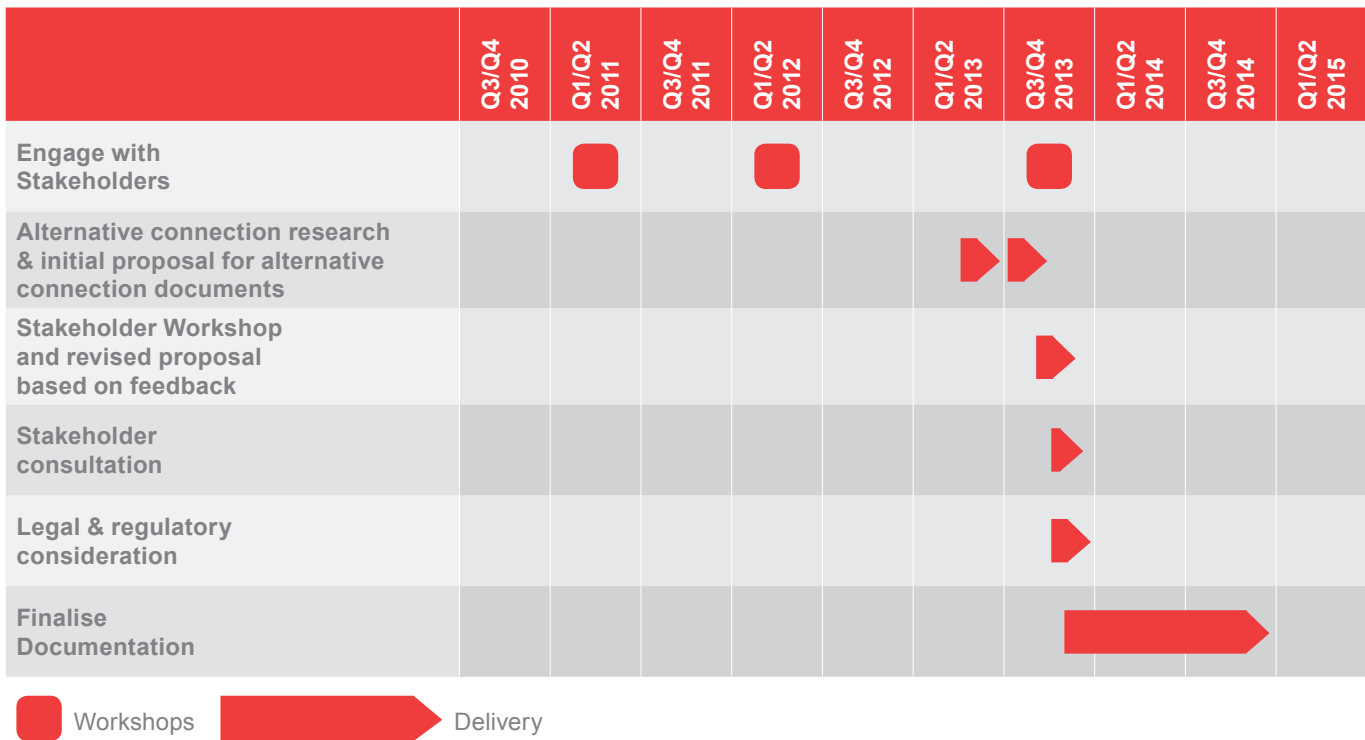 Q3/Q4
2010
Q1/Q2
2011
Q3/Q4
2011
Q1/Q2
2012
Q3/Q4
2012
Q1/Q2
2013
Q3/Q4
2013
Q1/Q2
2014
Q3/Q4
2014
Q1/Q2
2015
Engage with
Stakeholders
Alternative connection research
& initial proposal for alternative
connection documents
Stakeholder Workshop
and revised proposal
based on feedback
Stakeholder
consultation
Legal & regulatory
consideration
Finalise
Documentation
Workshops
Delivery